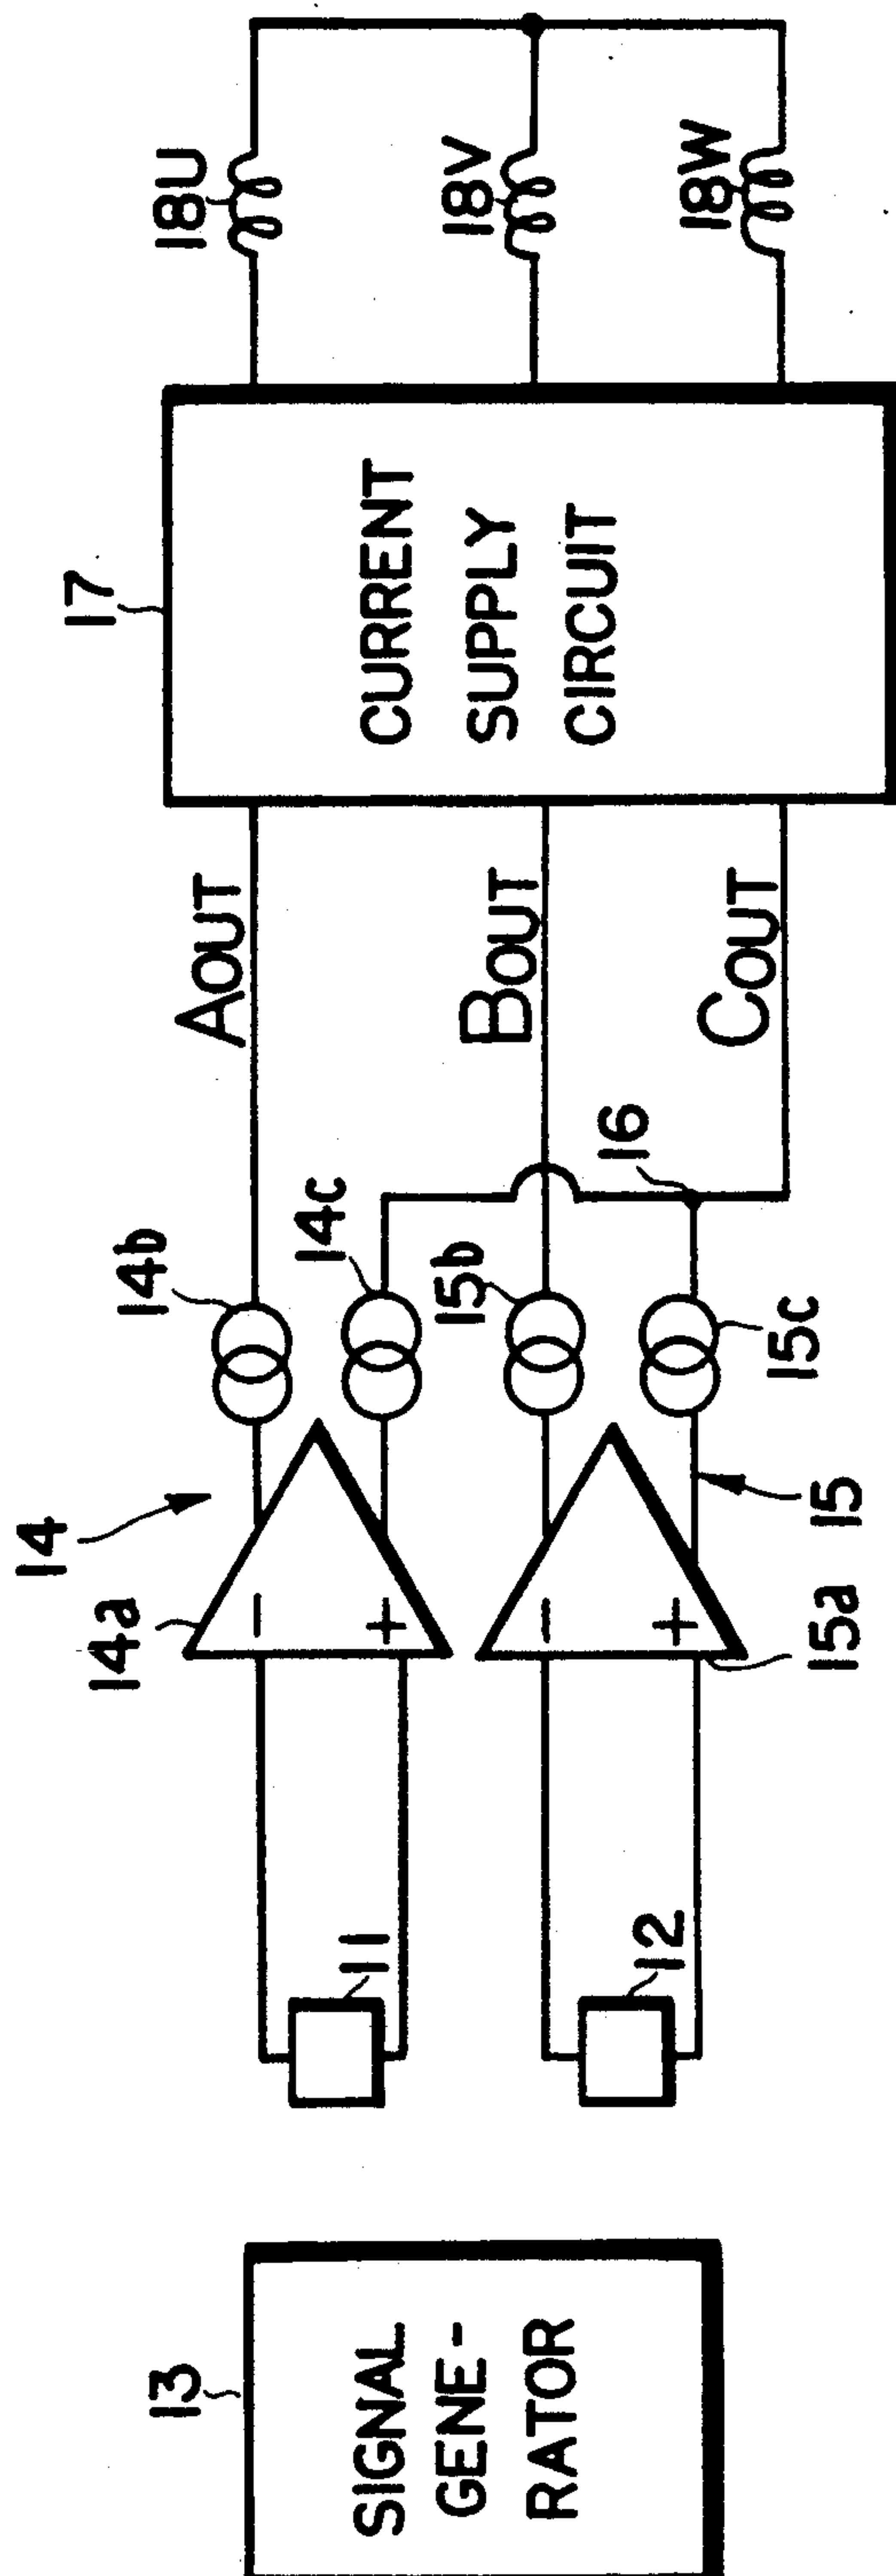 13
SIGNAL
GENE-
RATOR
11
12
14
14a
-
+
14b
14c
15
15a
-
+
15b
15c
16
AOUT
BOUT
COUT
17
CURRENT
SUPPLY
CIRCUIT
18U
18V
18W